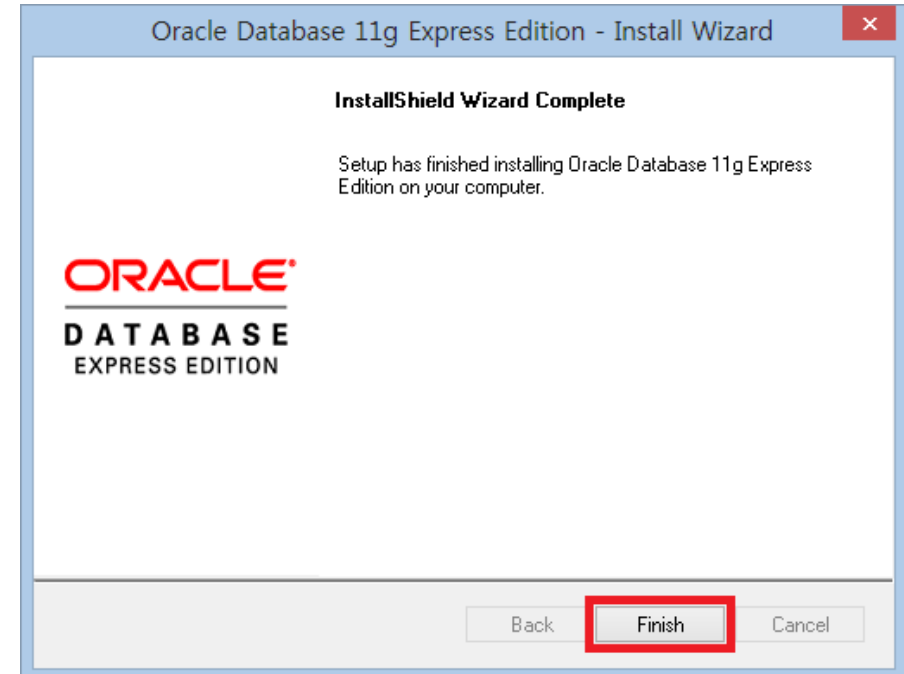 Oracle Database 11g Express Edition - Install Wizard
InstallShield Wizard Complete
Setup has finished installing Oracle Database 11g Express
Edition on your computer.
ORACLE
DATABASE
EXPRESS EDITION
Back
Finish
Cancel